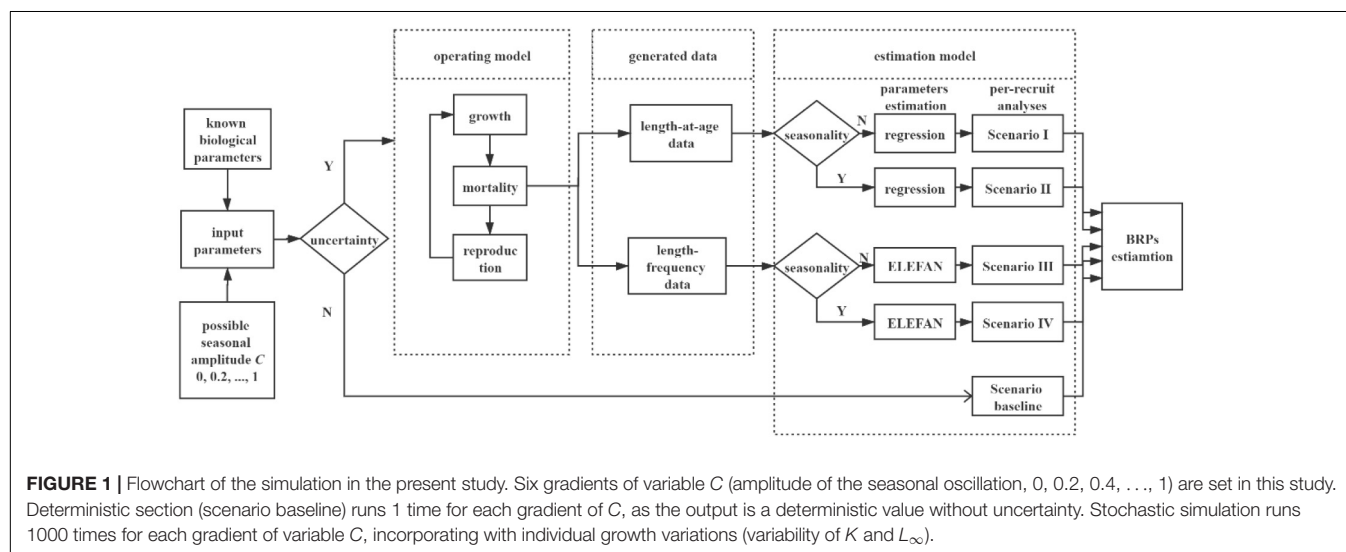 operating model
generated data
estimation model
parameters
estimation
per-recruit
analyses
known
biological
parameters
growth
length-at-age
data
seasonality
N
regression
Scenario I
Y
mortality
Y
regression
Scenario II
input
parameters
uncertainty
reprodu
ction
length-
frequency
data
seasonality
N
ELEFAN
Scenario III
BRPs
estiamtion
N
Y
ELEFAN
Scenario IV
possible
seasonal
amplitude C
0, 0.2, ..., 1
Scenario
baseline
FIGURE 1 | Flowchart of the simulation in the present study. Six gradients of variable C (amplitude of the seasonal oscillation, 0, 0.2, 0.4, ..., 1) are set in this study.
Deterministic section (scenario baseline) runs 1 time for each gradient of C, as the output is a deterministic value without uncertainty. Stochastic simulation runs
1000 times for each gradient of variable C, incorporating with individual growth variations (variability of K and L∞).